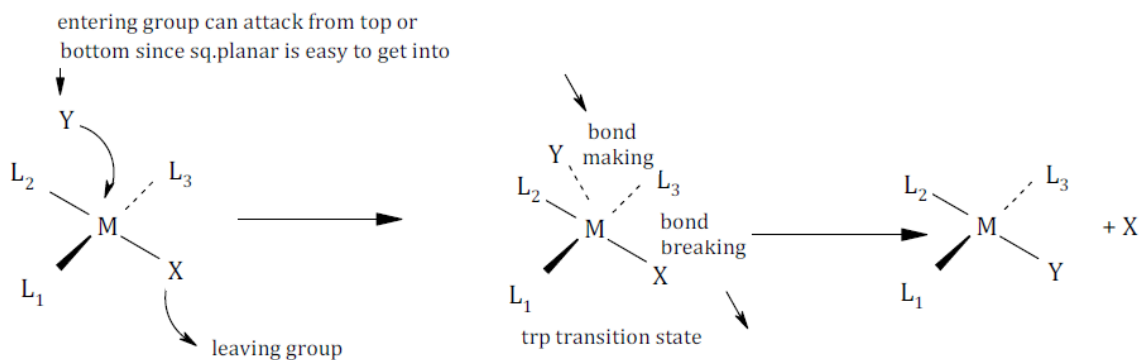 entering group can attack from top or
bottom since sq.planar is easy to get into
Y
L2
L3
M
L1
X
leaving group
bond
making
Y
L2
L3
M
bond
breaking
L1
X
trp transition state
L2
L3
M
+ X
L1
Y